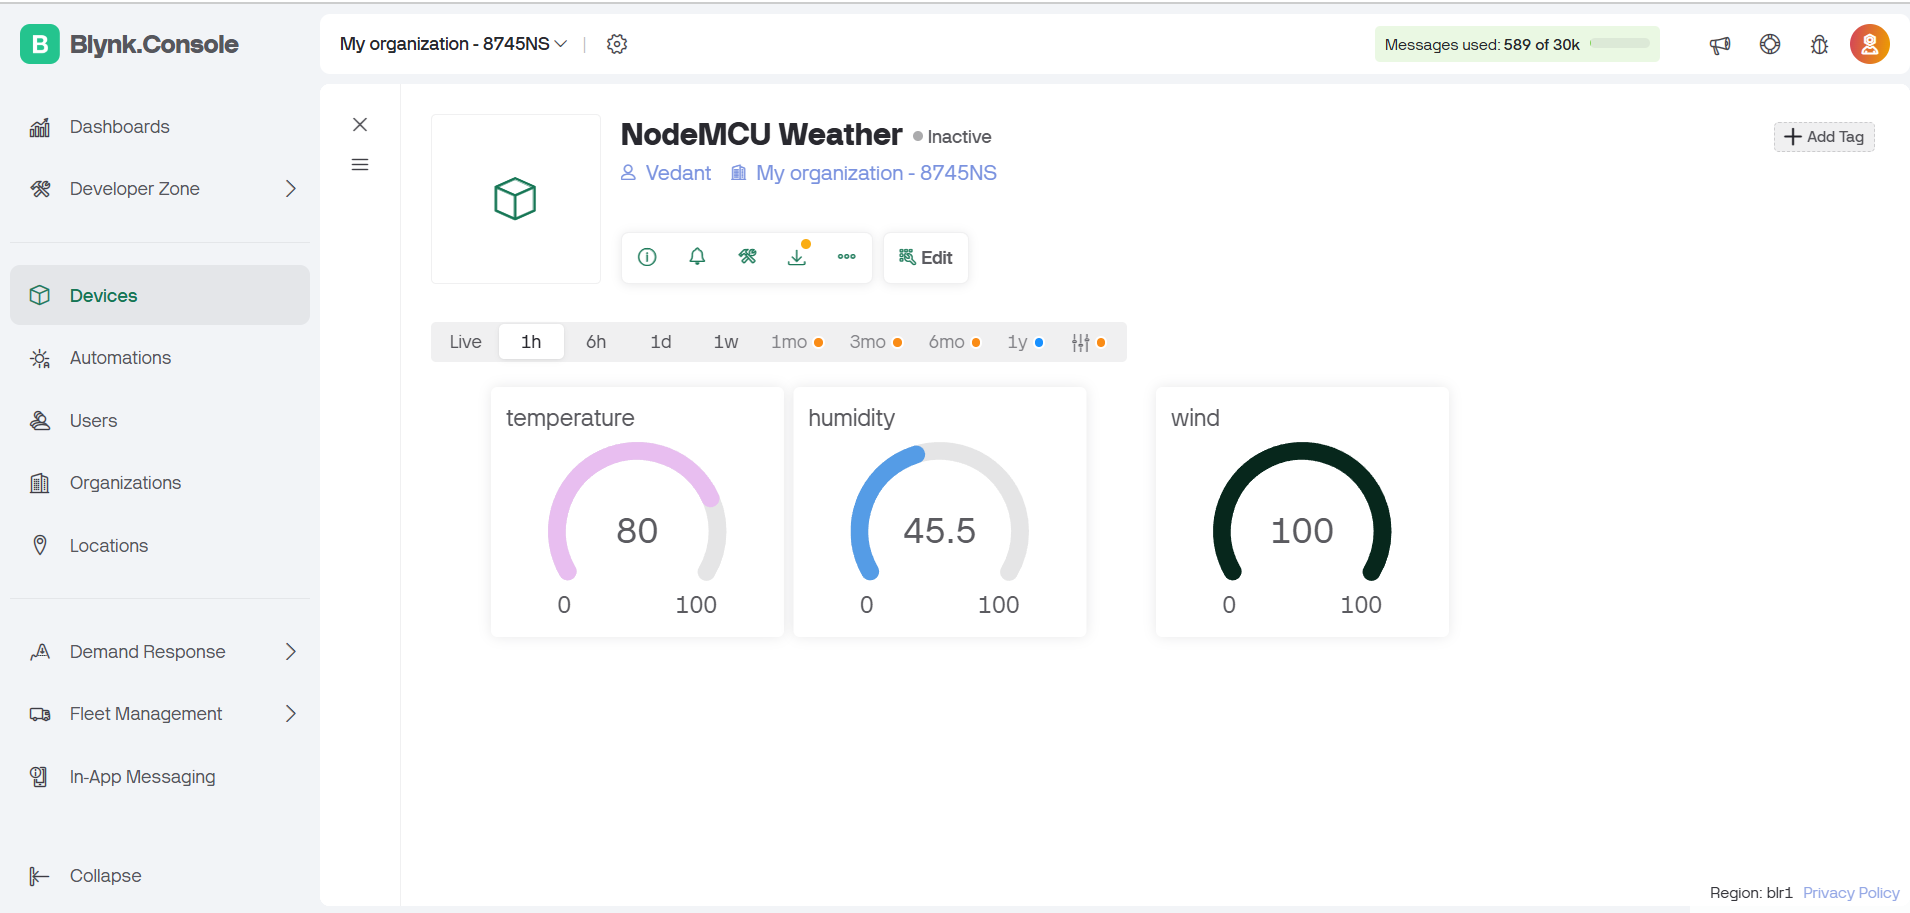 B Blynk.Console
My organization - 8745NS
Messages used: 589 of 30k
Dashboards
Developer Zone
Devices
Automations
Users
Organizations
Locations
Demand Response
Fleet Management
In-App Messaging
Collapse
NodeMCU Weather Inactive
Vedant My organization - 8745NS
Add Tag
Edit
Live 1h 6h 1d 1w 1mo 3mo 6mo 1y
temperature
80
0 100
humidity
45.5
0 100
wind
100
0 100
Region: blr1 Privacy Policy